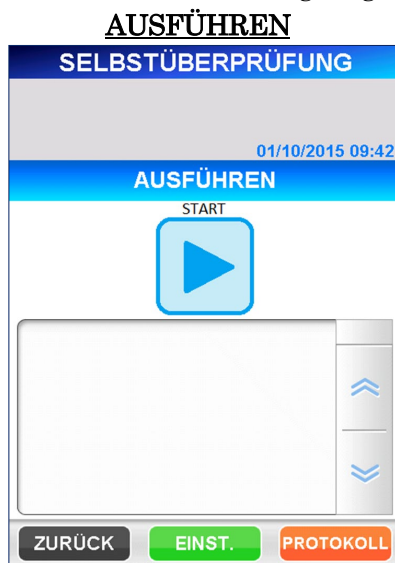 AUSFÜHREN
SELBSTÜBERPRÜFUNG
01/10/2015 09:42
AUSFÜHREN
START
ZURÜCK EINST. PROTOKOLL